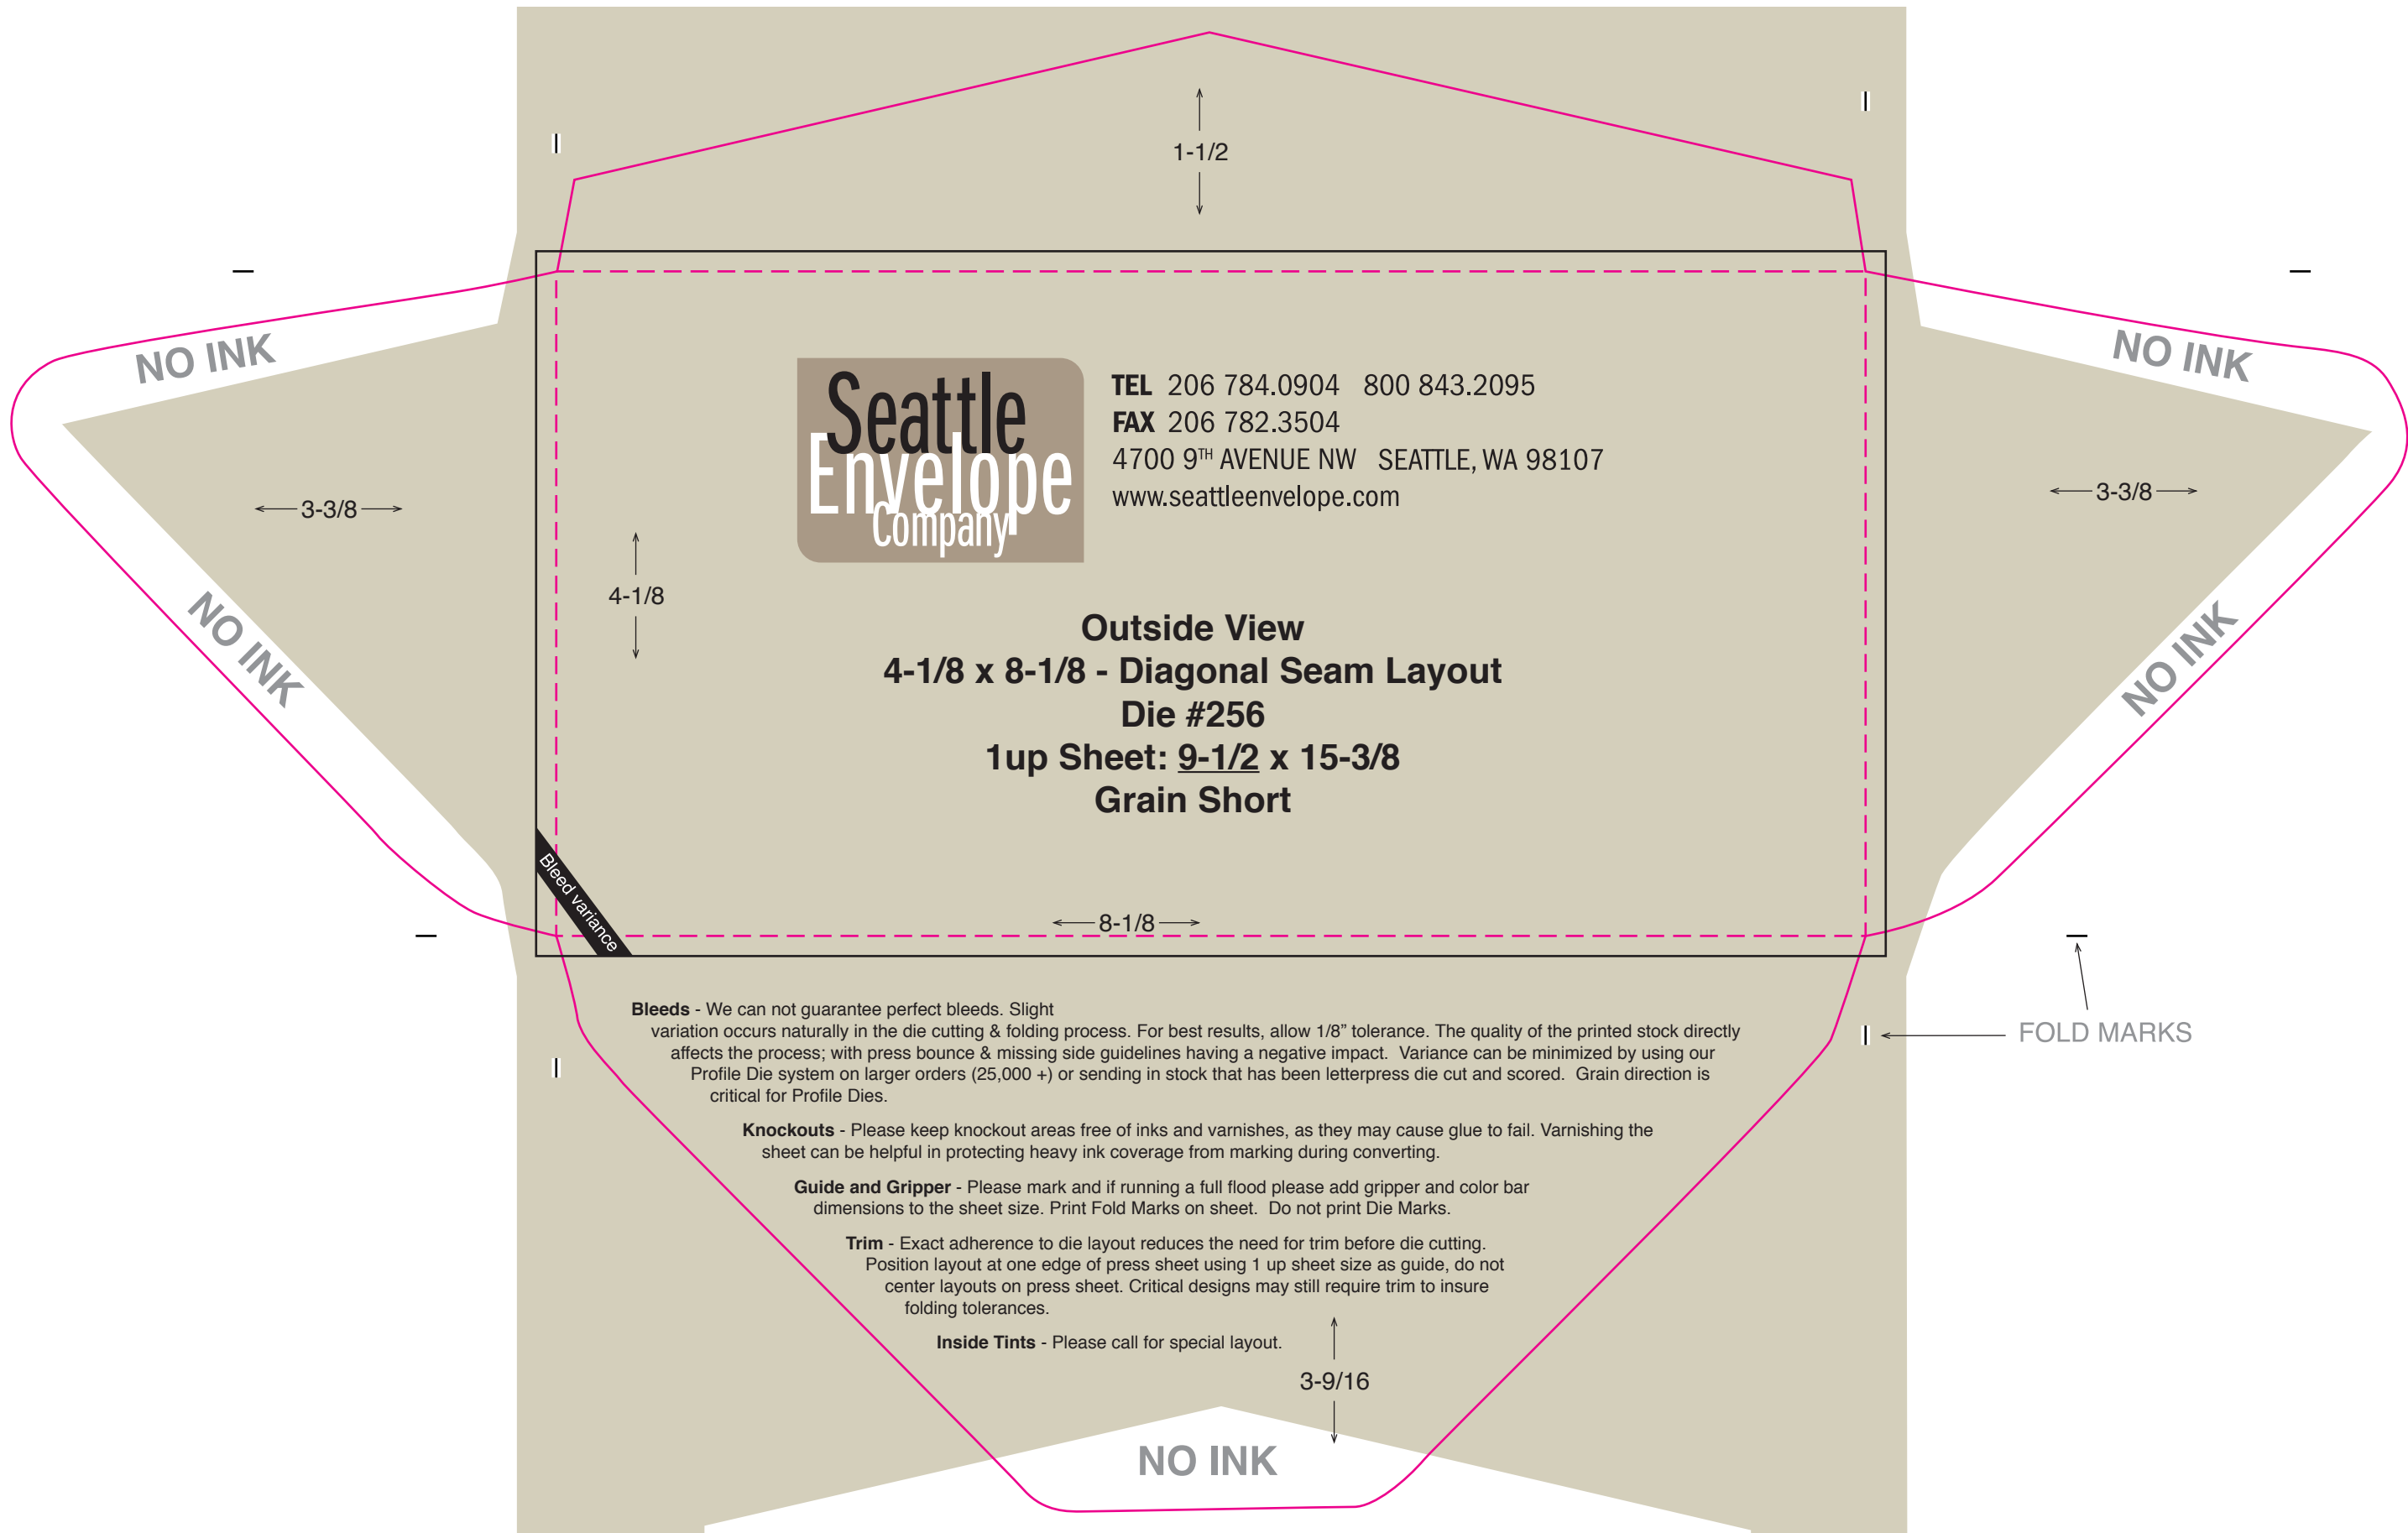 1-1/2
NO INK
NO INK
Seattle
Envelope
Company
TEL 206 784.0904 800 843.2095
FAX 206 782.3504
4700 9TH AVENUE NW SEATTLE, WA 98107
www.seattleenvelope.com
3-3/8
3-3/8
4-1/8
NO INK
NO INK
Outside View
4-1/8 x 8-1/8 - Diagonal Seam Layout
Die #256
1up Sheet: 9-1/2 x 15-3/8
Grain Short
Bleed variance
8-1/8
Bleeds - We can not guarantee perfect bleeds. Slight
variation occurs naturally in the die cutting & folding process. For best results, allow 1/8” tolerance. The quality of the printed stock directly
affects the process; with press bounce & missing side guidelines having a negative impact. Variance can be minimized by using our
Profile Die system on larger orders (25,000 +) or sending in stock that has been letterpress die cut and scored. Grain direction is
critical for Profile Dies.
FOLD MARKS
Knockouts - Please keep knockout areas free of inks and varnishes, as they may cause glue to fail. Varnishing the
sheet can be helpful in protecting heavy ink coverage from marking during converting.
Guide and Gripper - Please mark and if running a full flood please add gripper and color bar
dimensions to the sheet size. Print Fold Marks on sheet. Do not print Die Marks.
Trim - Exact adherence to die layout reduces the need for trim before die cutting.
Position layout at one edge of press sheet using 1 up sheet size as guide, do not
center layouts on press sheet. Critical designs may still require trim to insure
folding tolerances.
Inside Tints - Please call for special layout.
3-9/16
NO INK